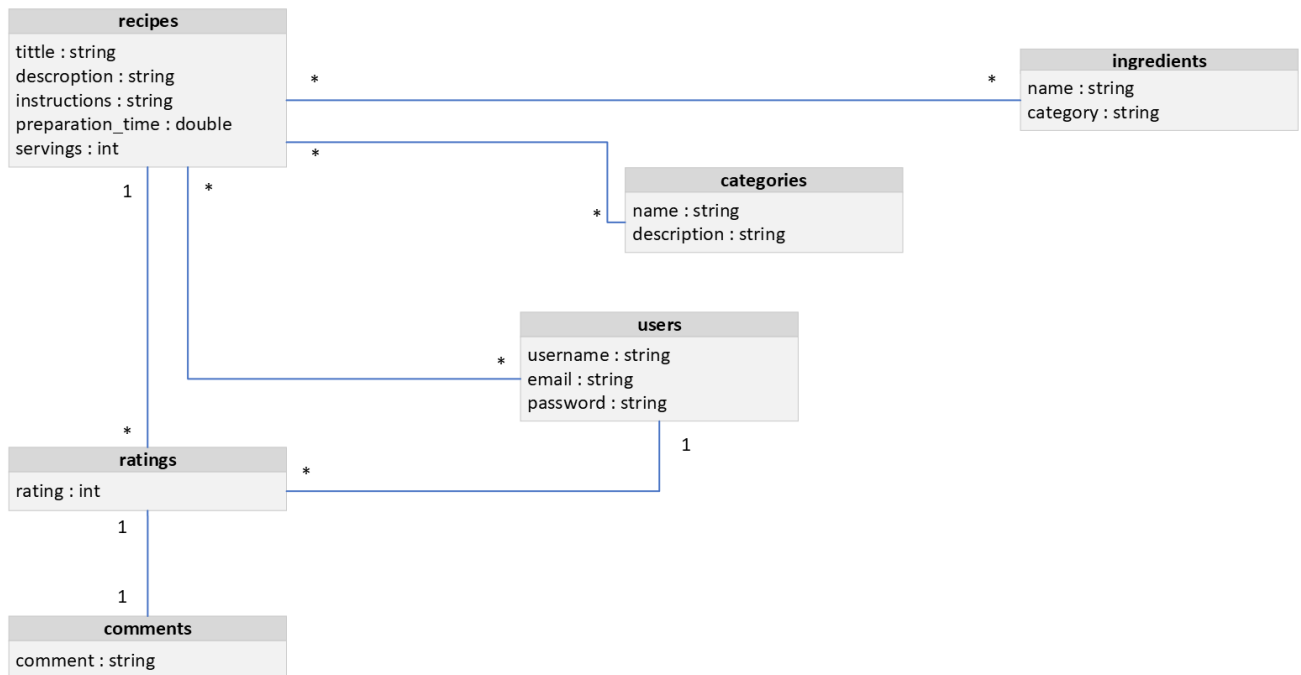 recipes
tittle : string
descroption : string
instructions : string
preparation_time : double
servings : int
*
*
ingredients
name : string
category : string
*
*
categories
name : string
description : string
1
*
*
users
username : string
email : string
password : string
1
*
*
ratings
rating : int
1
1
comments
comment : string